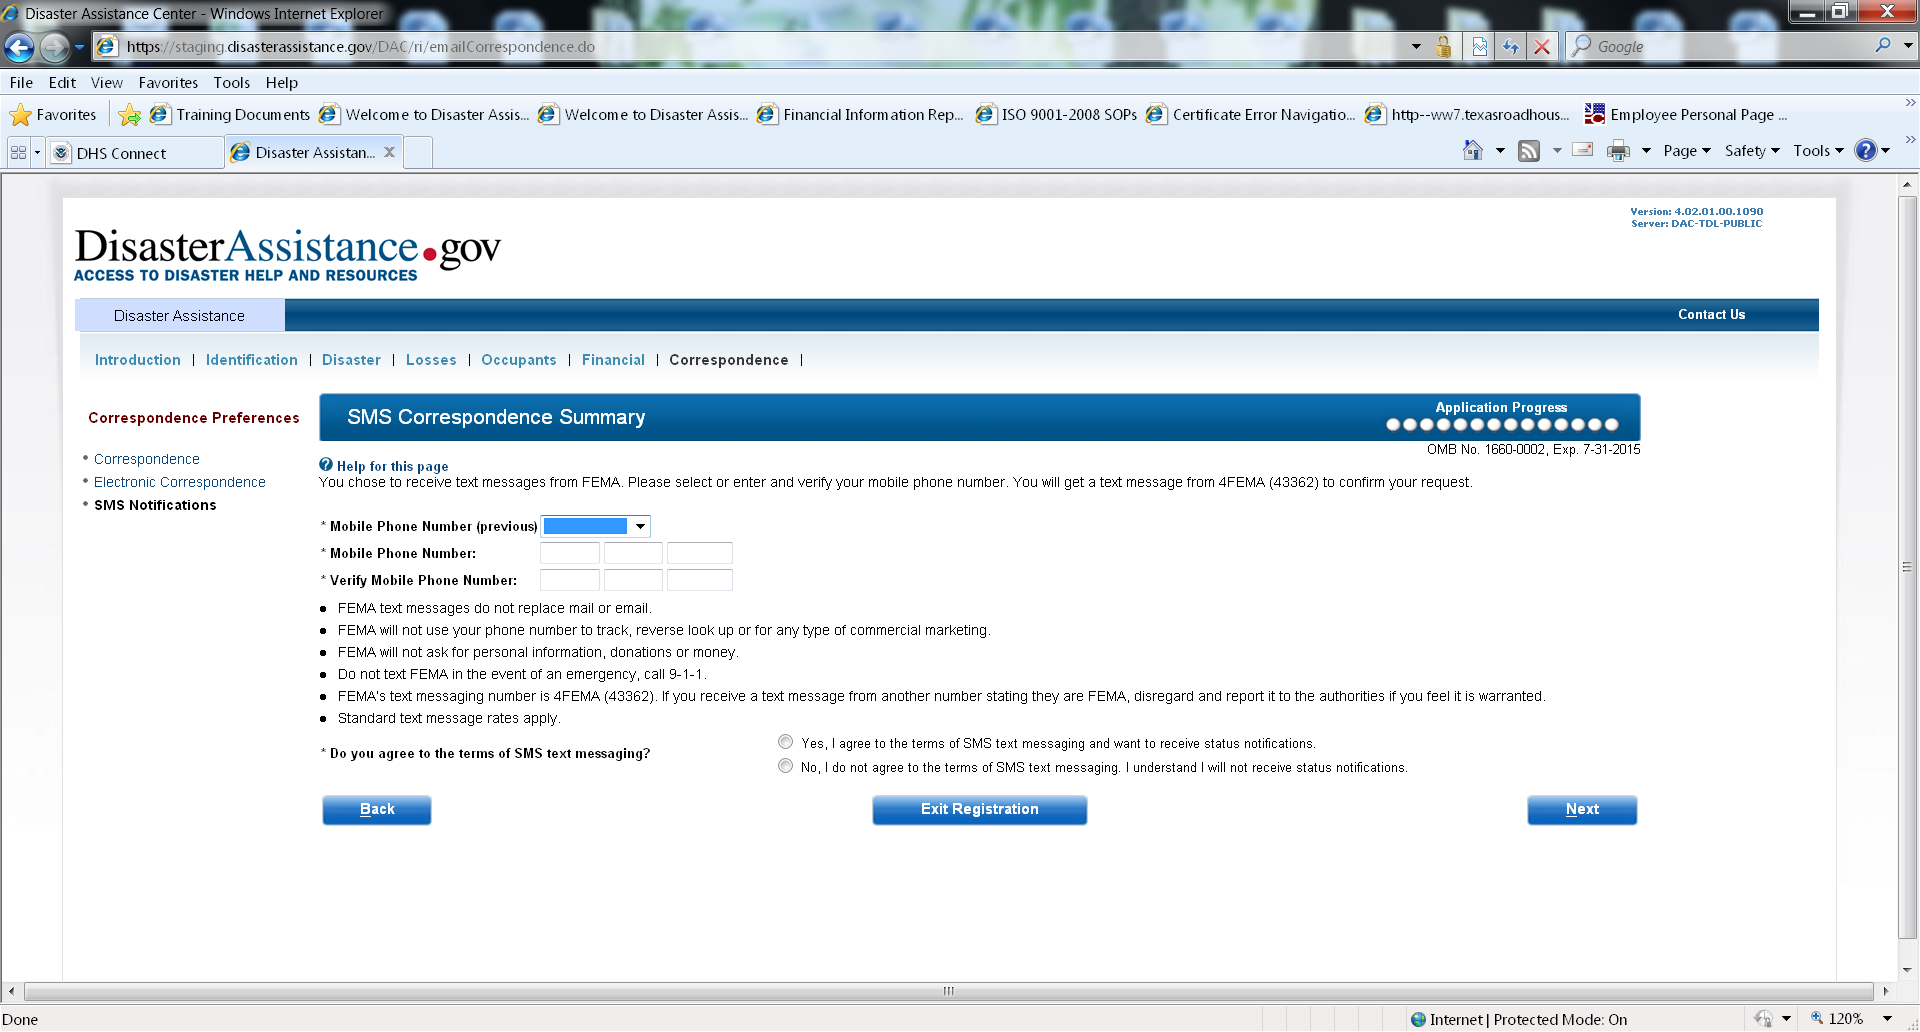 Disaster Assistance Center - Windows Internet Explorer
https://staging.disasterassistance.gov/DAC/ri/emailCorrespondence.do
Google
File Edit View Favorites Tools Help
Favorites Training Documents Welcome to Disaster Assis... Welcome to Disaster Assis... Financial Information Rep... ISO 9001-2008 SOPs Certificate Error Navigatio... http--ww7.texasroadhous... Employee Personal Page ...
DHS Connect Disaster Assistan... Page Safety Tools
Version: 4.02.01.00.1090
Server: DAC-TDL-PUBLIC
DisasterAssistance.gov
ACCESS TO DISASTER HELP AND RESOURCES
Disaster Assistance Contact Us
Introduction | Identification | Disaster | Losses | Occupants | Financial | Correspondence |
Correspondence Preferences
• Correspondence
• Electronic Correspondence
• SMS Notifications
SMS Correspondence Summary
Application Progress
OMB No. 1660-0002, Exp. 7-31-2015
? Help for this page
You chose to receive text messages from FEMA. Please select or enter and verify your mobile phone number. You will get a text message from 4FEMA (43362) to confirm your request.
* Mobile Phone Number (previous)
* Mobile Phone Number:
* Verify Mobile Phone Number:
• FEMA text messages do not replace mail or email.
• FEMA will not use your phone number to track, reverse look up or for any type of commercial marketing.
• FEMA will not ask for personal information, donations or money.
• Do not text FEMA in the event of an emergency, call 9-1-1.
• FEMA's text messaging number is 4FEMA (43362). If you receive a text message from another number stating they are FEMA, disregard and report it to the authorities if you feel it is warranted.
• Standard text message rates apply.
* Do you agree to the terms of SMS text messaging?
Yes, I agree to the terms of SMS text messaging and want to receive status notifications.
No, I do not agree to the terms of SMS text messaging. I understand I will not receive status notifications.
Back Exit Registration Next
Done Internet | Protected Mode: On 120%